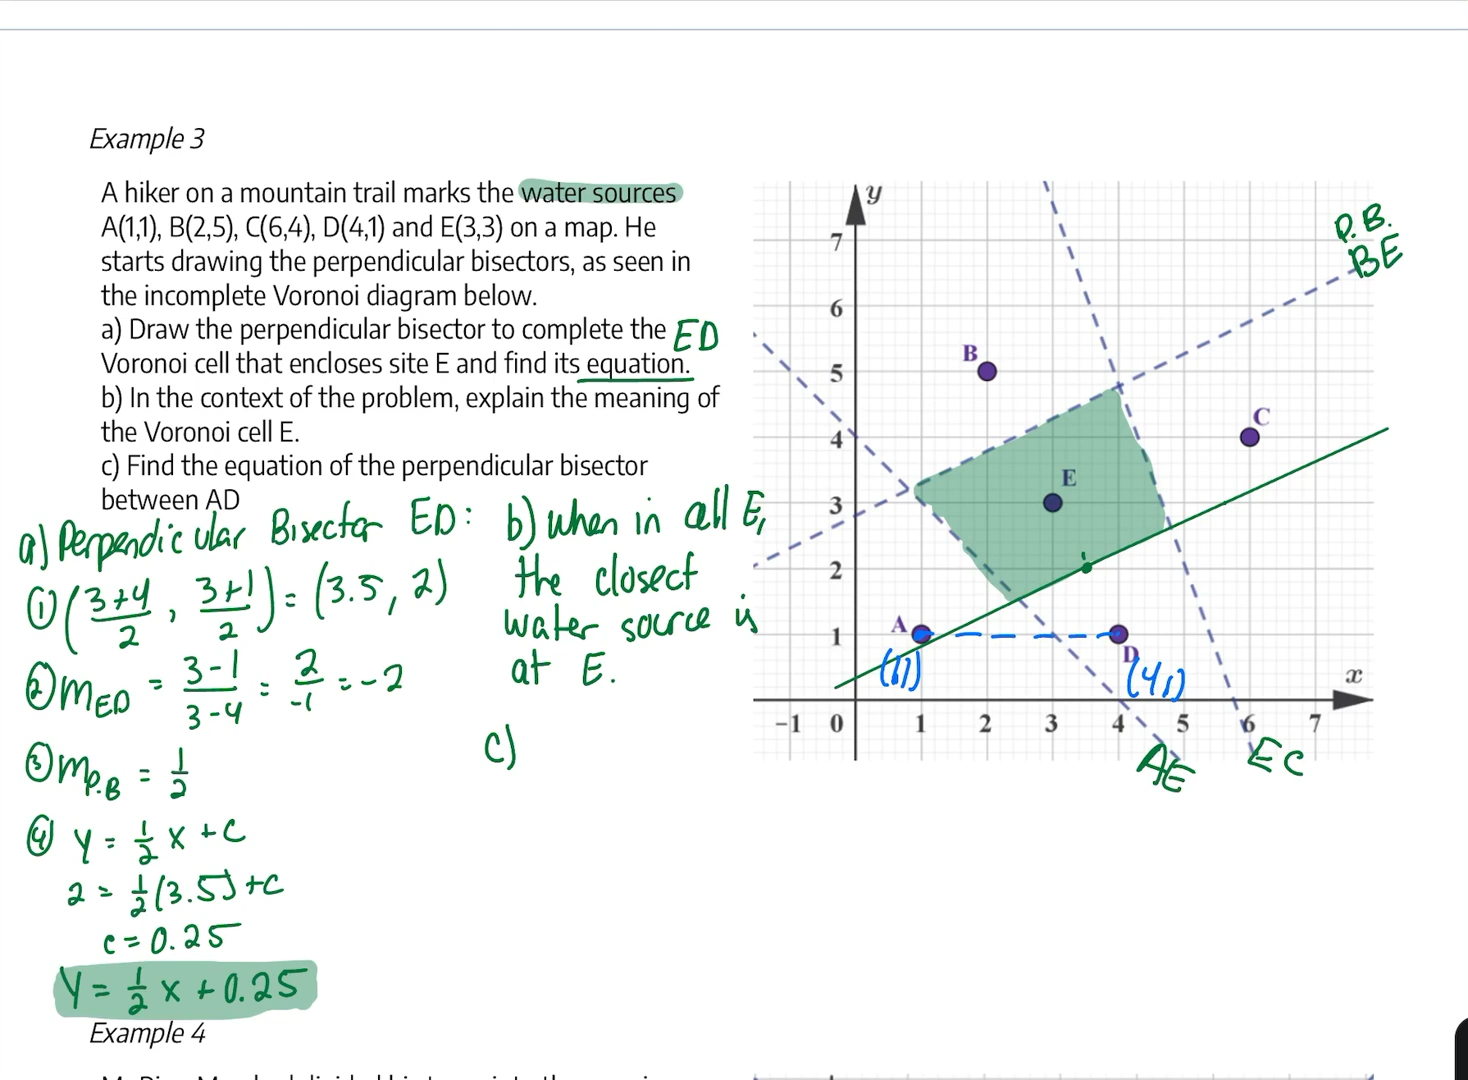 Example 3
A hiker on a mountain trail marks the water sources
A(1,1), B(2,5), C(6,4), D(4,1) and E(3,3) on a map. He
starts drawing the perpendicular bisectors, as seen in
the incomplete Voronoi diagram below.
a) Draw the perpendicular bisector to complete the ED
Voronoi cell that encloses site E and find its equation.
b) In the context of the problem, explain the meaning of
the Voronoi cell E.
c) Find the equation of the perpendicular bisector
between AD
a) Perpendicular Bisector ED:
① (3+4/2, 3+1/2) = (3.5, 2)
② mED = 3-1/3-4 = 2/-1 = -2
③ mP.B = 1/2
④ y = 1/2 x + c
2 = 1/2(3.5) + c
c = 0.25
y = 1/2 x + 0.25
b) when in cell E,
the closect
water source is
at E.
c)
y
P.B.
BE
7
6
5
4
3
2
1
B
C
E
A
D
(1,1)
(4,1)
x
-1 0 1 2 3 4 5 6 7
AE
EC
Example 4